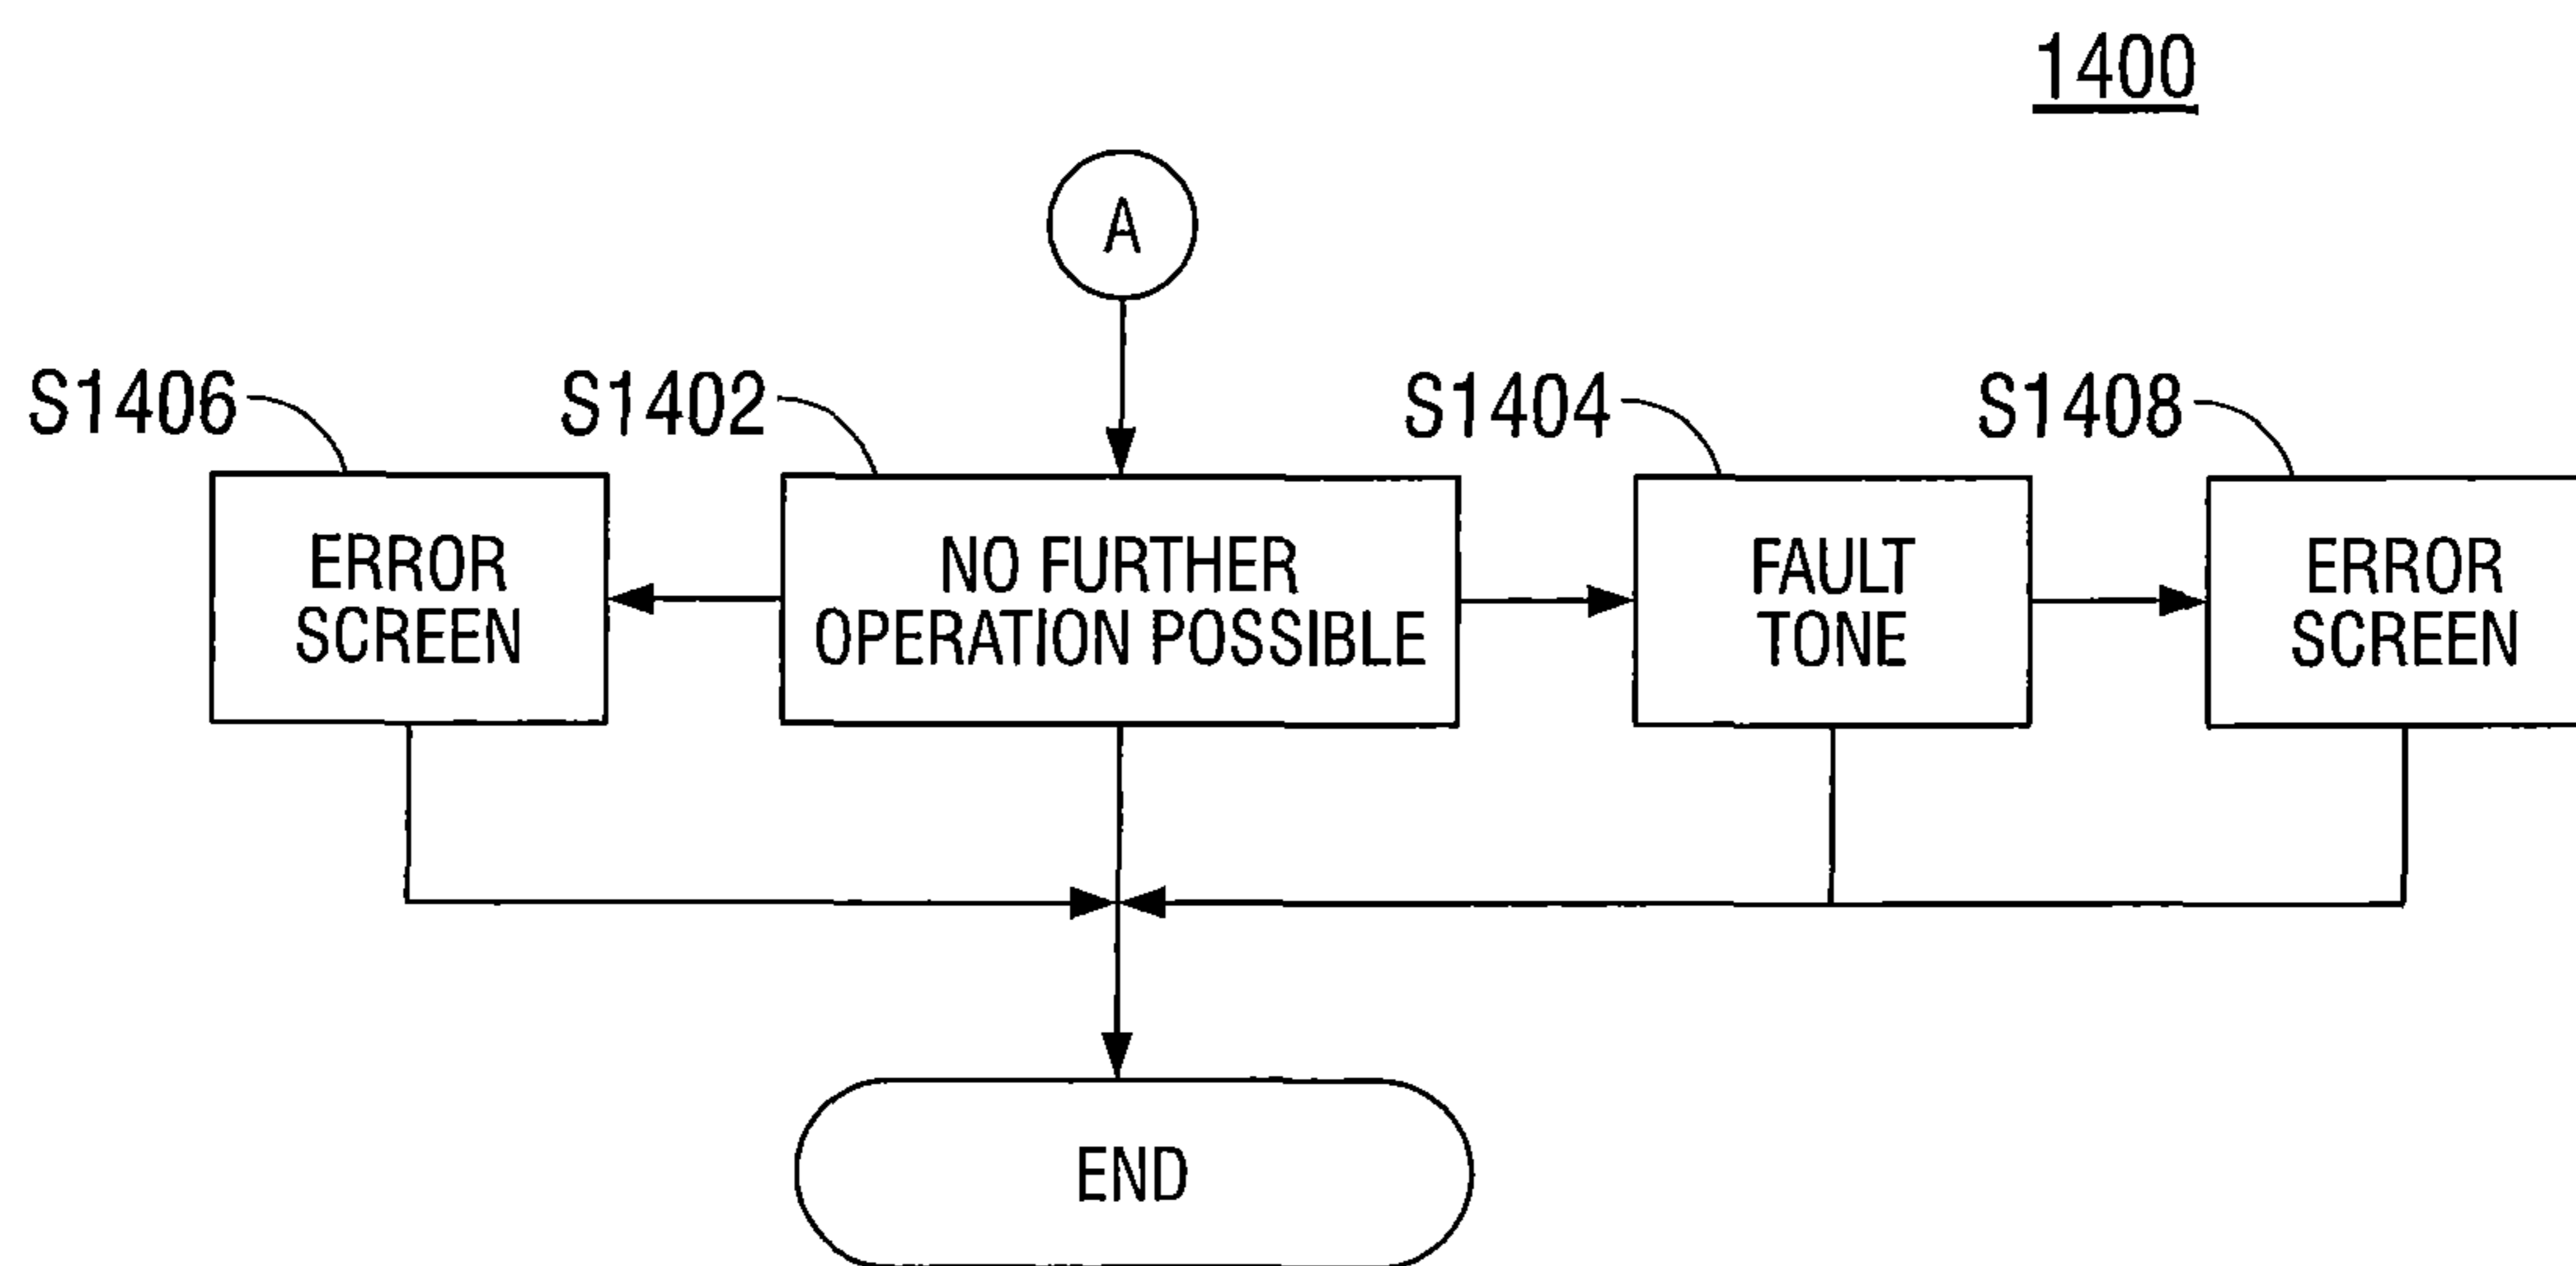 1400
A
S1406
S1402
S1404
S1408
ERROR
SCREEN
NO FURTHER
OPERATION POSSIBLE
FAULT
TONE
ERROR
SCREEN
END